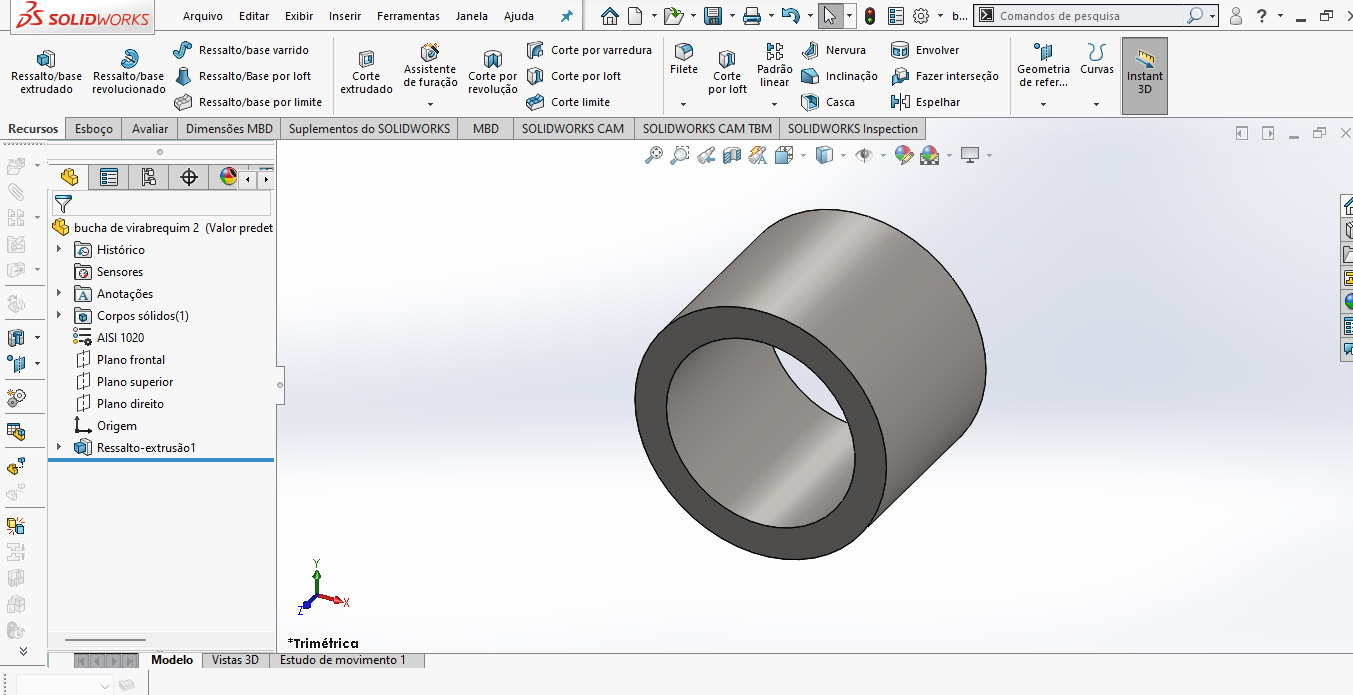 SOLIDWORKS
Arquivo Editar Exibir Inserir Ferramentas Janela Ajuda
b...
Comandos de pesquisa
?
Ressalto/base extrudado
Ressalto/base revolucionado
Ressalto/base varrido
Ressalto/Base por loft
Ressalto/base por limite
Corte extrudado
Assistente de furação
Corte por revolução
Corte por varredura
Corte por loft
Corte limite
Filete
Corte por loft
Padrão linear
Nervura
Inclinação
Casca
Envolver
Fazer interseção
Espelhar
Geometria de refer...
Curvas
Instant 3D
Recursos Esboço Avaliar Dimensões MBD Suplementos do SOLIDWORKS MBD SOLIDWORKS CAM SOLIDWORKS CAM TBM SOLIDWORKS Inspection
bucha de virabrequim 2 (Valor predet
Histórico
Sensores
A Anotações
Corpos sólidos(1)
AISI 1020
Plano frontal
Plano superior
Plano direito
Origem
Ressalto-extrusão1
Y
X
Z
*Trimétrica
Modelo Vistas 3D Estudo de movimento 1